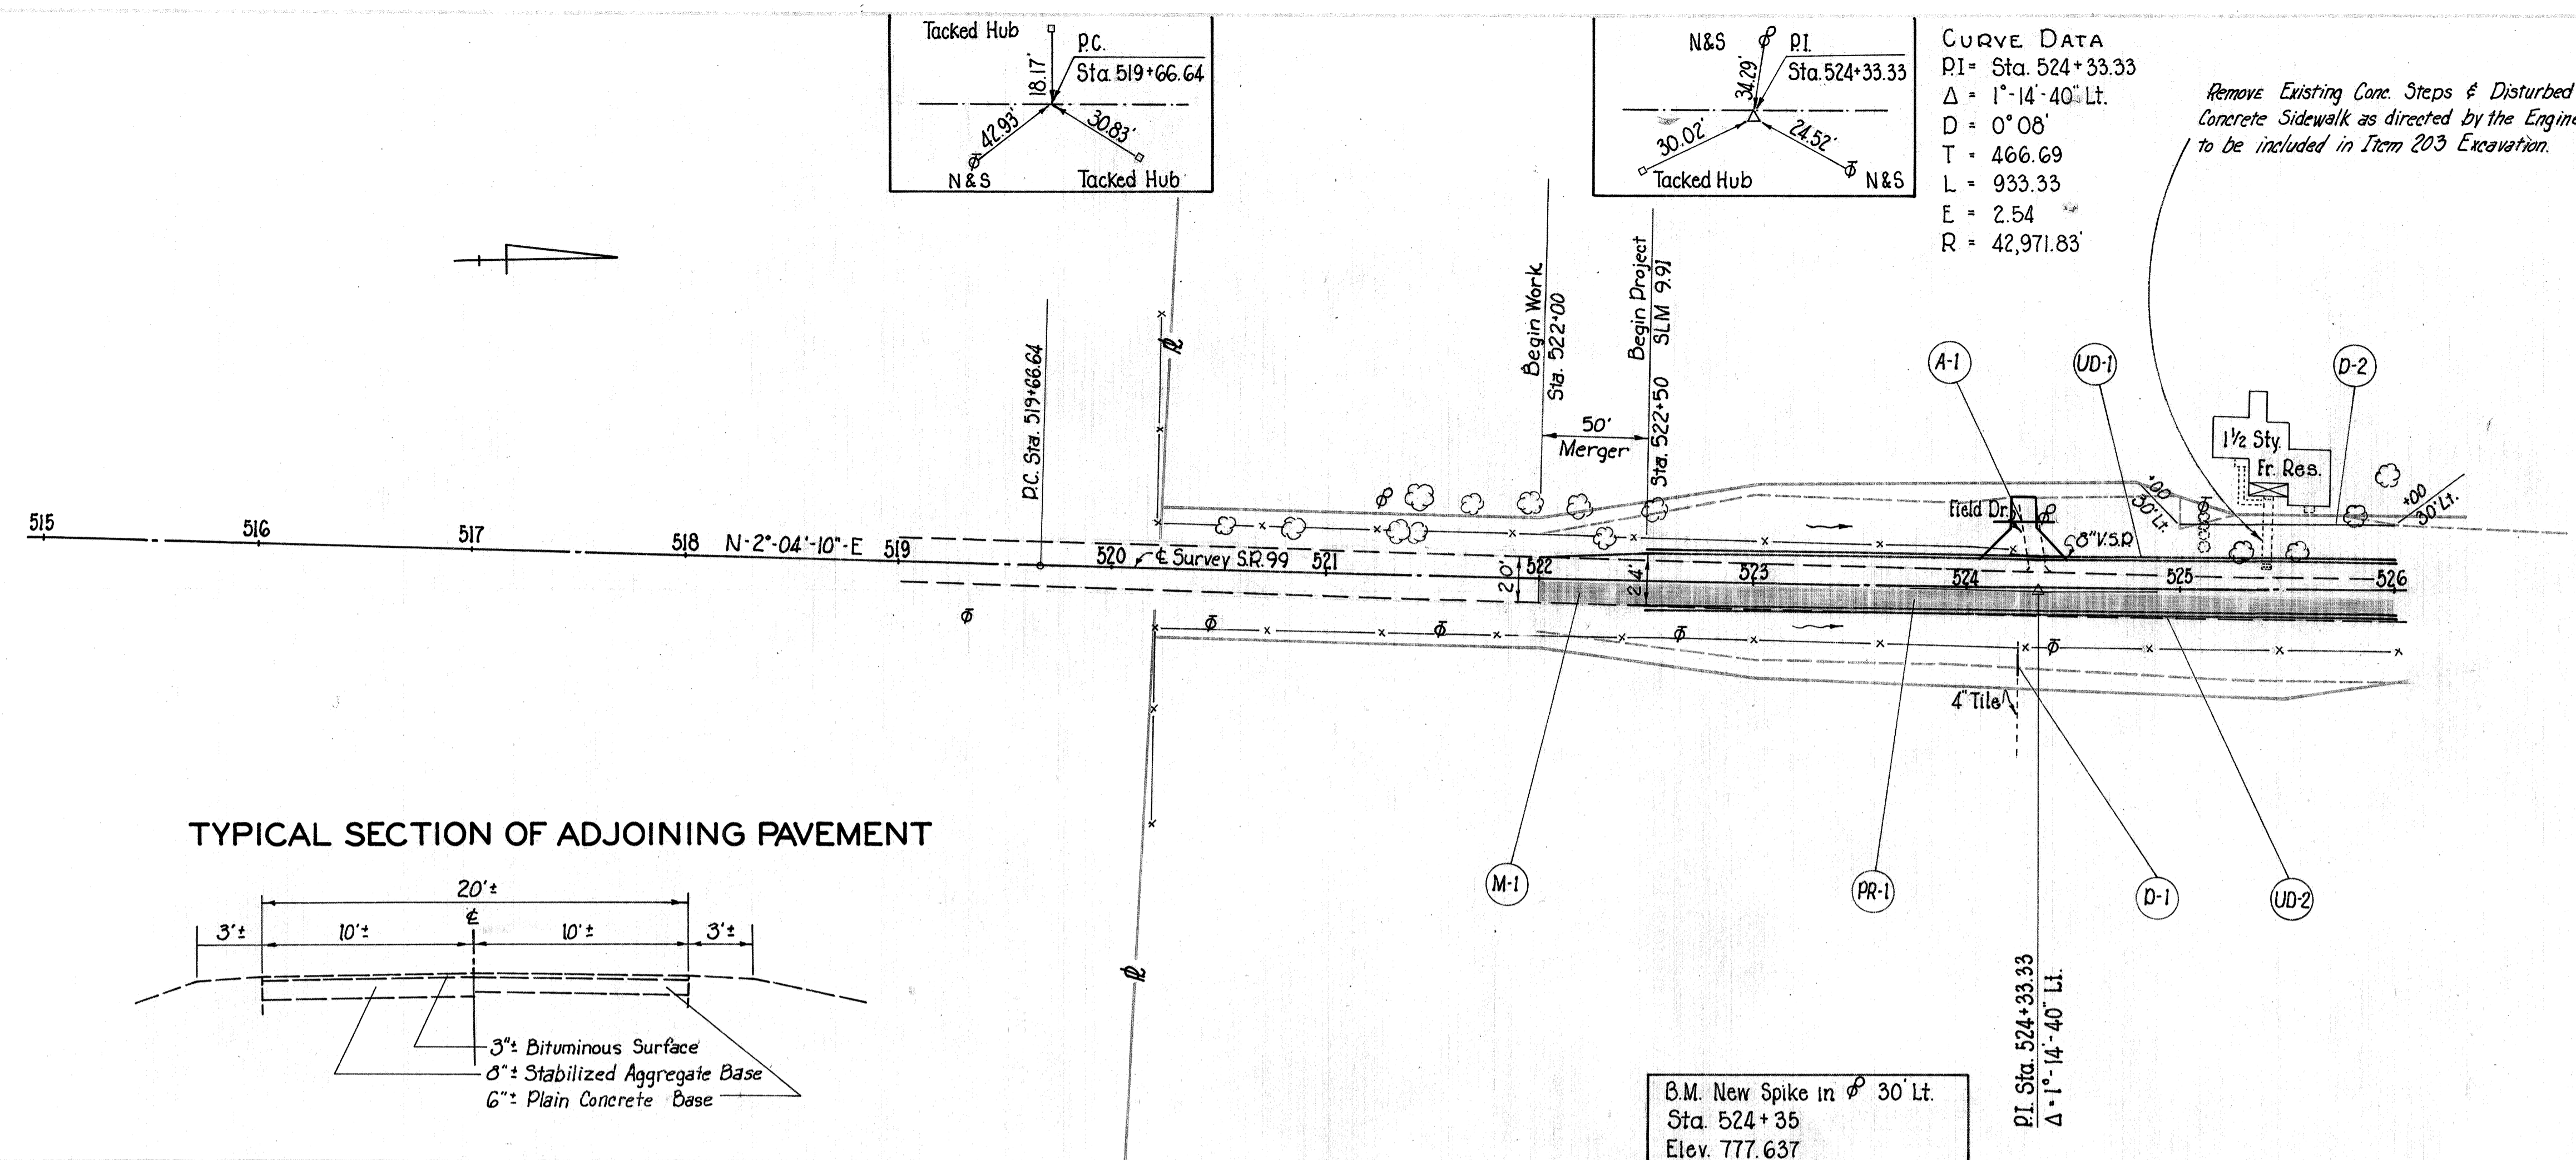 Tacked Hub
P.C.
Sta. 519+66.64
18.17'
42.93'
30.83'
N&S
Tacked Hub
N&S
P.I.
Sta. 524+33.33
34.29'
30.02'
24.52'
Tacked Hub
N&S
CURVE DATA
P.I = Sta. 524+33.33
Δ = 1°-14'-40" Lt.
D = 0° 08'
T = 466.69
L = 933.33
E = 2.54
R = 42,971.83'
Remove Existing Conc. Steps & Disturbed
Concrete Sidewalk as directed by the Engine
to be included in Item 203 Excavation.
P.C. Sta. 519+66.64
Begin Work
Sta. 522+00
Begin Project
Sta. 522+50 SLM 9.91
50'
Merger
A-1
UD-1
D-2
1½ Sty.
Fr. Res.
+00
30' Lt.
+00
30' Lt.
Field Dr.
8" V.S.P.
515
516
517
518
N-2°-04'-10"-E
519
520
℄ Survey S.R. 99
521
522
523
524
525
526
20'
24'
4" Tile
M-1
PR-1
D-1
UD-2
P.I. Sta. 524+33.33
Δ = 1°-14'-40" Lt.
TYPICAL SECTION OF ADJOINING PAVEMENT
20'±
℄
3'±
10'±
10'±
3'±
3"± Bituminous Surface
8"± Stabilized Aggregate Base
6"± Plain Concrete Base
B.M. New Spike in 30' Lt.
Sta. 524+35
Elev. 777.637